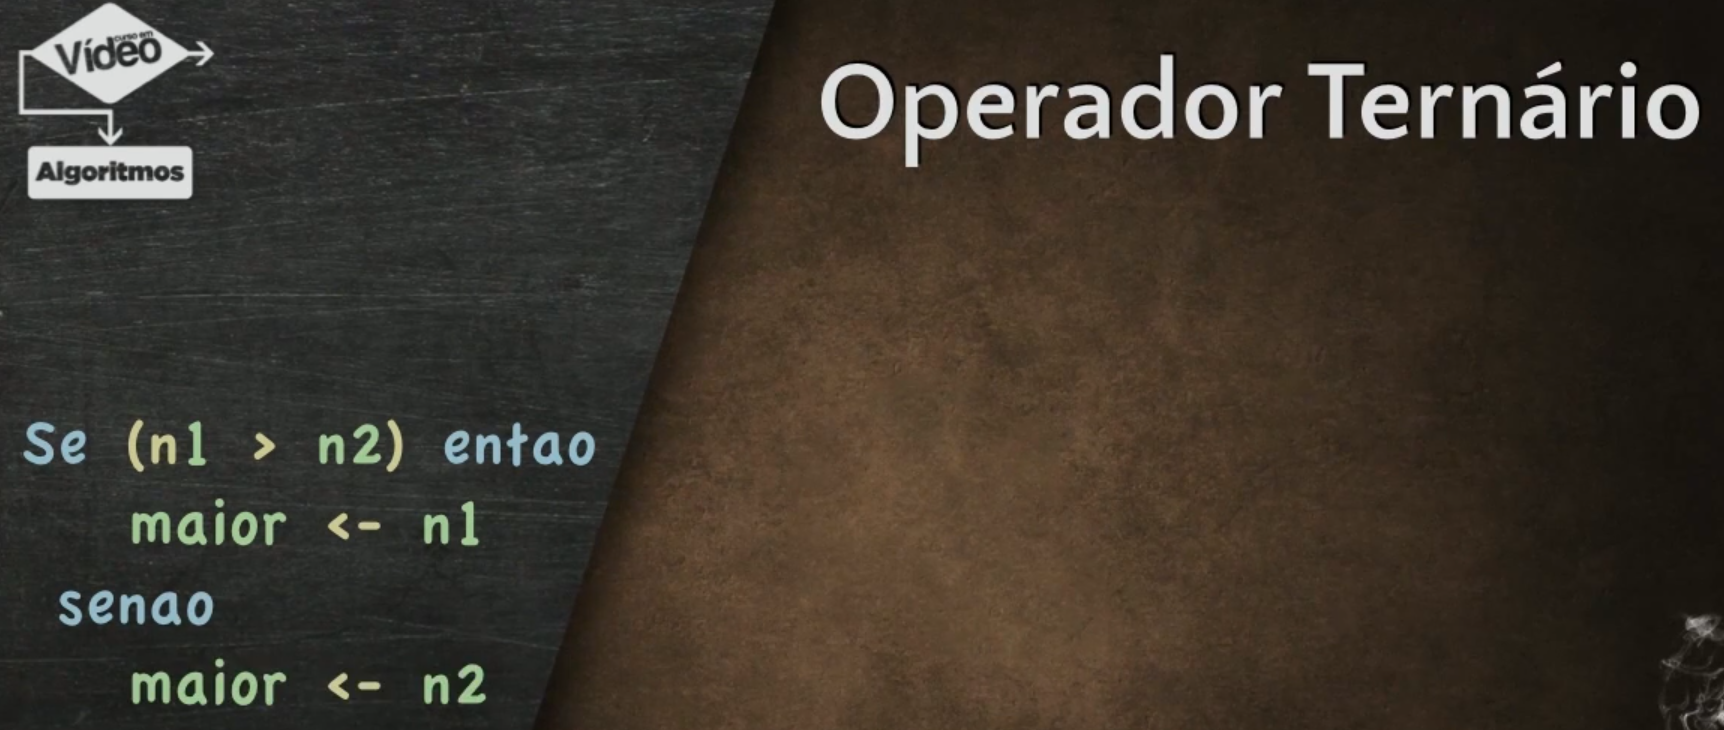 curso em
Vídeo
Algoritmos
Operador Ternário
Se (n1 > n2) entao
maior <- n1
senao
maior <- n2